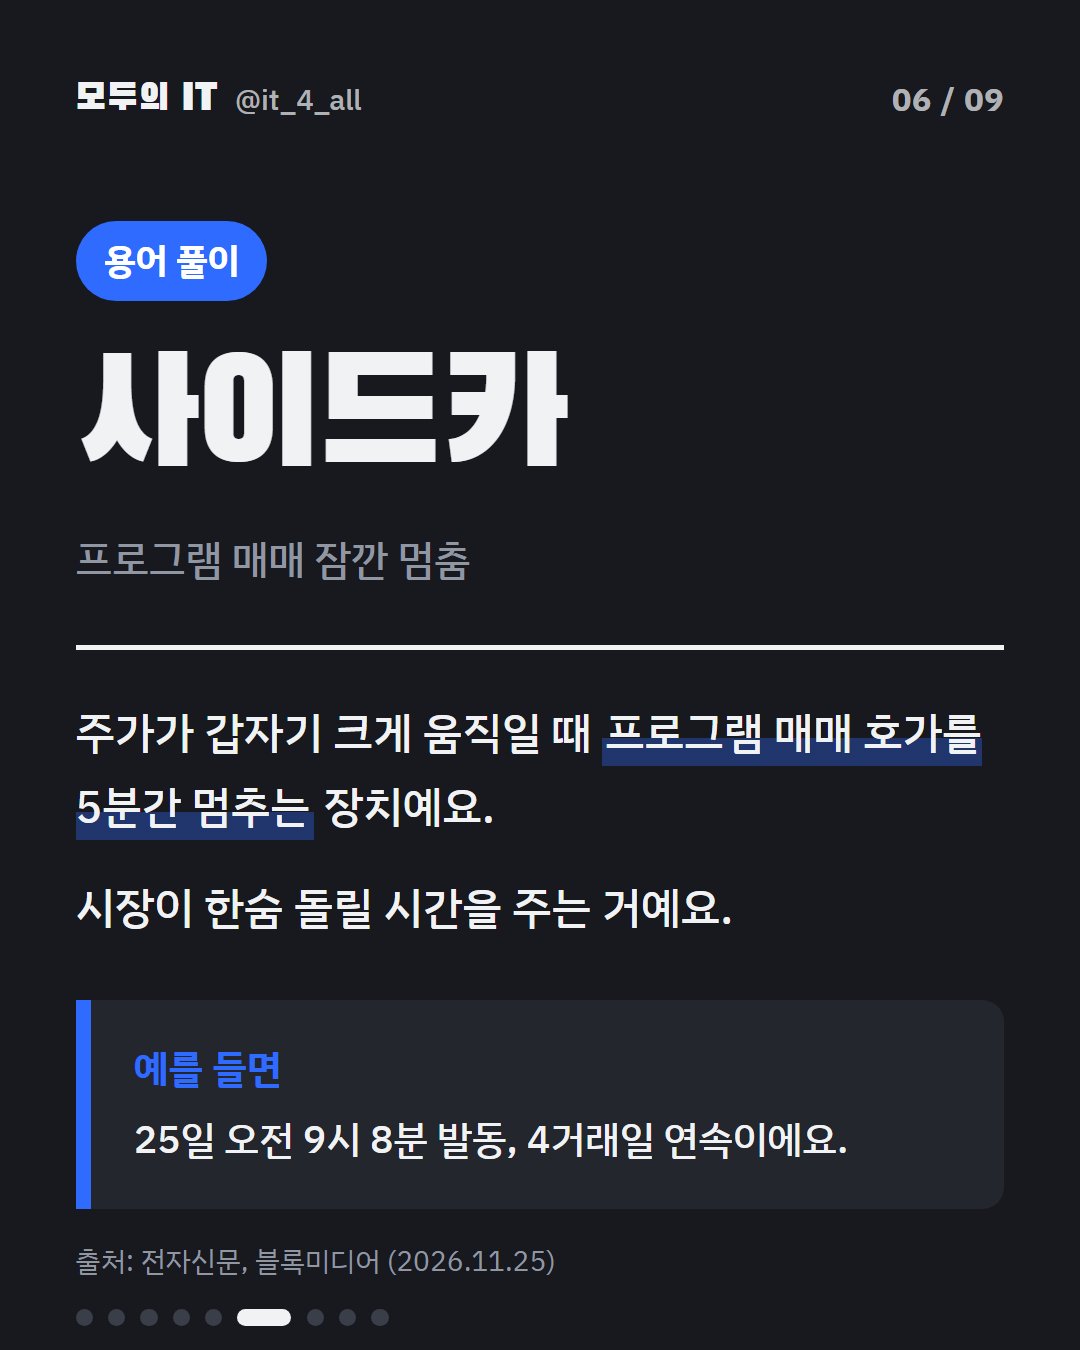 모두의 IT @it_4_all
06 / 09
용어 풀이
사이드카
프로그램 매매 잠깐 멈춤
주가가 갑자기 크게 움직일 때 프로그램 매매 호가를
5분간 멈추는 장치예요.
시장이 한숨 돌릴 시간을 주는 거예요.
예를 들면
25일 오전 9시 8분 발동, 4거래일 연속이에요.
출처: 전자신문, 블록미디어 (2026.11.25)